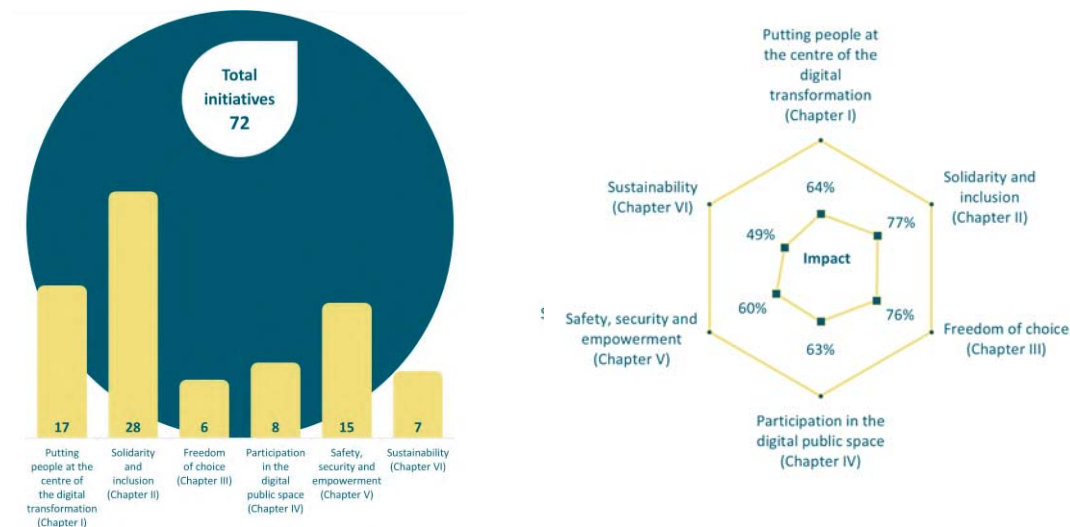 Total
initiatives
72
17
28
6
8
15
7
Putting
people at the
centre of
the digital
transformation
(Chapter I)
Solidarity
and
inclusion
(Chapter II)
Freedom
of choice
(Chapter III)
Participation
in the
digital
public space
(Chapter IV)
Safety,
security and
empowerment
(Chapter V)
Sustainability
(Chapter VI)
Putting people at
the centre of the
digital
transformation
(Chapter I)
Sustainability
(Chapter VI)
Solidarity and
inclusion
(Chapter II)
64%
77%
49%
Impact
60%
76%
63%
Safety, security and
empowerment
(Chapter V)
Freedom of choice
(Chapter III)
Participation in the
digital public space
(Chapter IV)